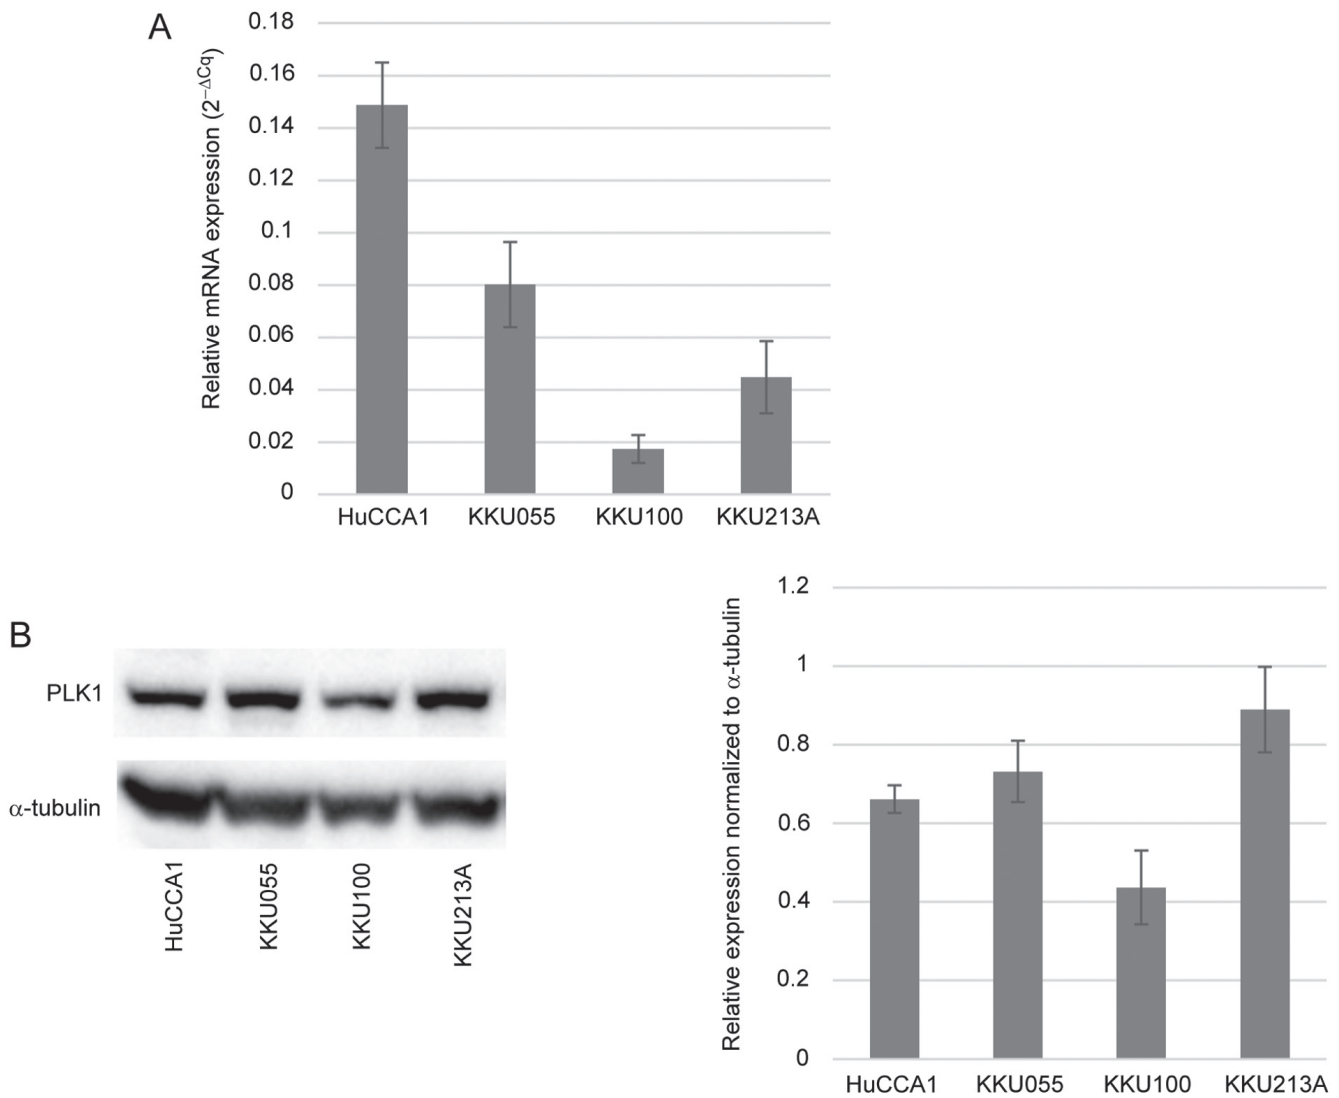 A
Relative mRNA expression (2⁻ΔCq)
0.18
0.16
0.14
0.12
0.1
0.08
0.06
0.04
0.02
0
HuCCA1 KKU055 KKU100 KKU213A
B
PLK1
α-tubulin
HuCCA1
KKU055
KKU100
KKU213A
Relative expression normalized to α-tubulin
1.2
1
0.8
0.6
0.4
0.2
0
HuCCA1 KKU055 KKU100 KKU213A